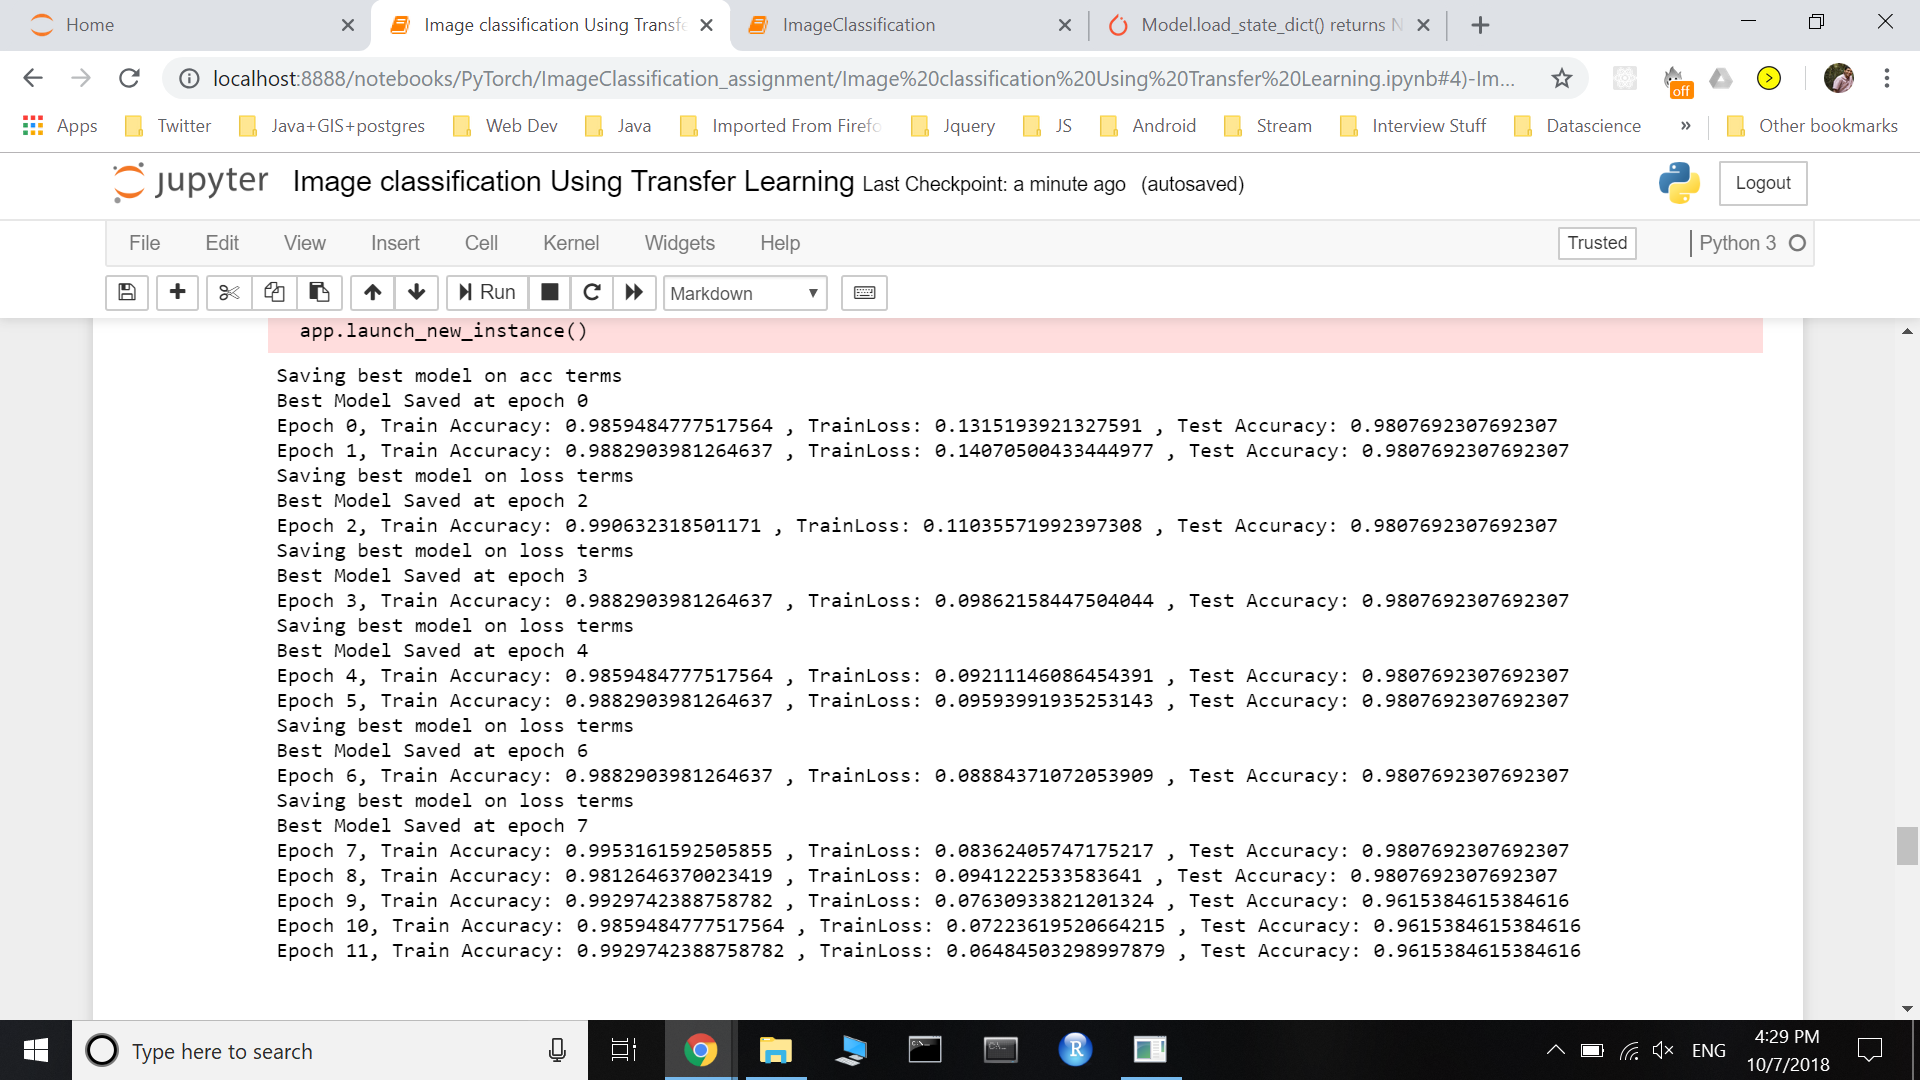 Home
Image classification Using Transfe
ImageClassification
Model.load_state_dict() returns N
localhost:8888/notebooks/PyTorch/ImageClassification_assignment/Image%20classification%20Using%20Transfer%20Learning.ipynb#4)-Im...
off
Apps Twitter Java+GIS+postgres Web Dev Java Imported From Firefo Jquery JS Android Stream Interview Stuff Datascience » Other bookmarks
jupyter Image classification Using Transfer Learning Last Checkpoint: a minute ago (autosaved)
Logout
File Edit View Insert Cell Kernel Widgets Help
Trusted
Python 3
Run
Markdown
app.launch_new_instance()
Saving best model on acc terms
Best Model Saved at epoch 0
Epoch 0, Train Accuracy: 0.9859484777517564 , TrainLoss: 0.1315193921327591 , Test Accuracy: 0.9807692307692307
Epoch 1, Train Accuracy: 0.9882903981264637 , TrainLoss: 0.14070500433444977 , Test Accuracy: 0.9807692307692307
Saving best model on loss terms
Best Model Saved at epoch 2
Epoch 2, Train Accuracy: 0.990632318501171 , TrainLoss: 0.11035571992397308 , Test Accuracy: 0.9807692307692307
Saving best model on loss terms
Best Model Saved at epoch 3
Epoch 3, Train Accuracy: 0.9882903981264637 , TrainLoss: 0.09862158447504044 , Test Accuracy: 0.9807692307692307
Saving best model on loss terms
Best Model Saved at epoch 4
Epoch 4, Train Accuracy: 0.9859484777517564 , TrainLoss: 0.09211146086454391 , Test Accuracy: 0.9807692307692307
Epoch 5, Train Accuracy: 0.9882903981264637 , TrainLoss: 0.09593991935253143 , Test Accuracy: 0.9807692307692307
Saving best model on loss terms
Best Model Saved at epoch 6
Epoch 6, Train Accuracy: 0.9882903981264637 , TrainLoss: 0.08884371072053909 , Test Accuracy: 0.9807692307692307
Saving best model on loss terms
Best Model Saved at epoch 7
Epoch 7, Train Accuracy: 0.9953161592505855 , TrainLoss: 0.08362405747175217 , Test Accuracy: 0.9807692307692307
Epoch 8, Train Accuracy: 0.9812646370023419 , TrainLoss: 0.0941222533583641 , Test Accuracy: 0.9807692307692307
Epoch 9, Train Accuracy: 0.9929742388758782 , TrainLoss: 0.07630933821201324 , Test Accuracy: 0.9615384615384616
Epoch 10, Train Accuracy: 0.9859484777517564 , TrainLoss: 0.07223619520664215 , Test Accuracy: 0.9615384615384616
Epoch 11, Train Accuracy: 0.9929742388758782 , TrainLoss: 0.06484503298997879 , Test Accuracy: 0.9615384615384616
Type here to search
R
ENG
4:29 PM
10/7/2018